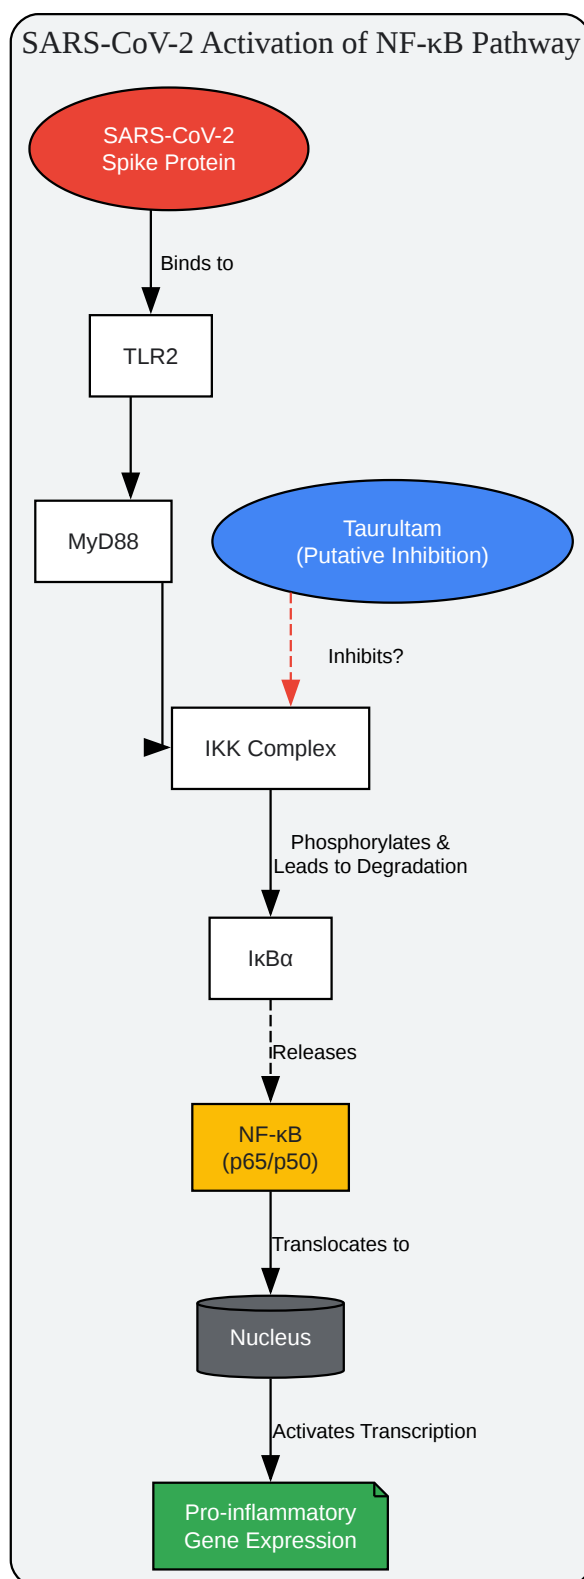 SARS-CoV-2 Activation of NF-κB Pathway
SARS-CoV-2
Spike Protein
Binds to
TLR2
MyD88
Taurultam
(Putative Inhibition)
Inhibits?
IKK Complex
Phosphorylates &
Leads to Degradation
IκBα
Releases
NF-κB
(p65/p50)
Translocates to
Nucleus
Activates Transcription
Pro-inflammatory
Gene Expression